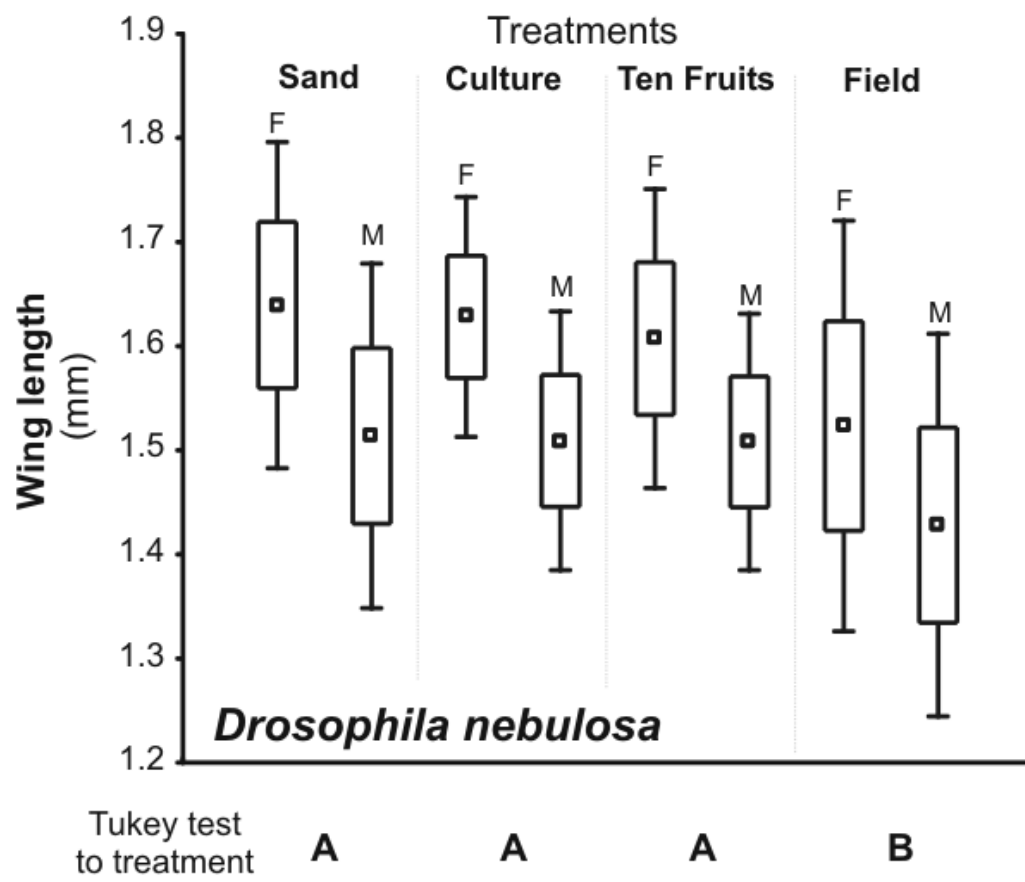 Treatments
Sand Culture Ten Fruits Field
1.9
1.8
1.7
1.6
1.5
1.4
1.3
1.2
Wing length
(mm)
F
M
F
M
F
M
F
M
Drosophila nebulosa
Tukey test
to treatment
A A A B